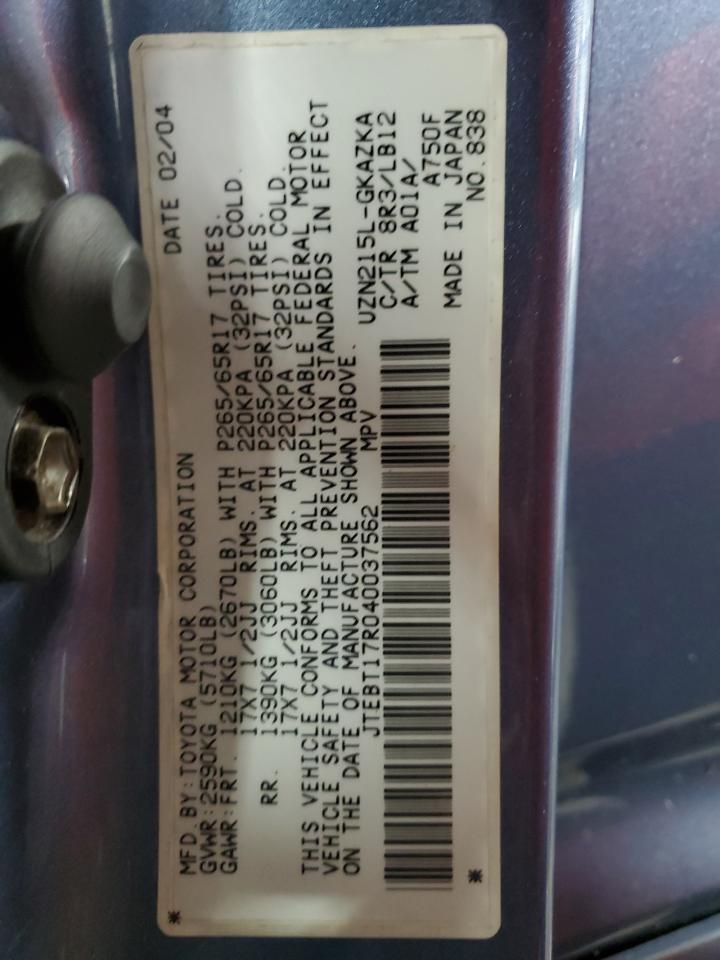 MFD. BY: TOYOTA MOTOR CORPORATION DATE 02/04
GVWR: 2590KG (5710LB)
GAWR: FRT. 1210KG (2670LB) WITH P265/65R17 TIRES.
17X7 1/2JJ RIMS. AT 220KPA (32PSI) COLD.
RR. 1390KG (3060LB) WITH P265/65R17 TIRES.
17X7 1/2JJ RIMS. AT 220KPA (32PSI) COLD.
THIS VEHICLE CONFORMS TO ALL APPLICABLE FEDERAL MOTOR
VEHICLE SAFETY AND THEFT PREVENTION STANDARDS IN EFFECT
ON THE DATE OF MANUFACTURE SHOWN ABOVE.
JTEBT17R040037562 MPV UZN215L-GKAZKA
C/TR 8R3/LB12
A/TM A01A/
A750F
MADE IN JAPAN
NO. 838